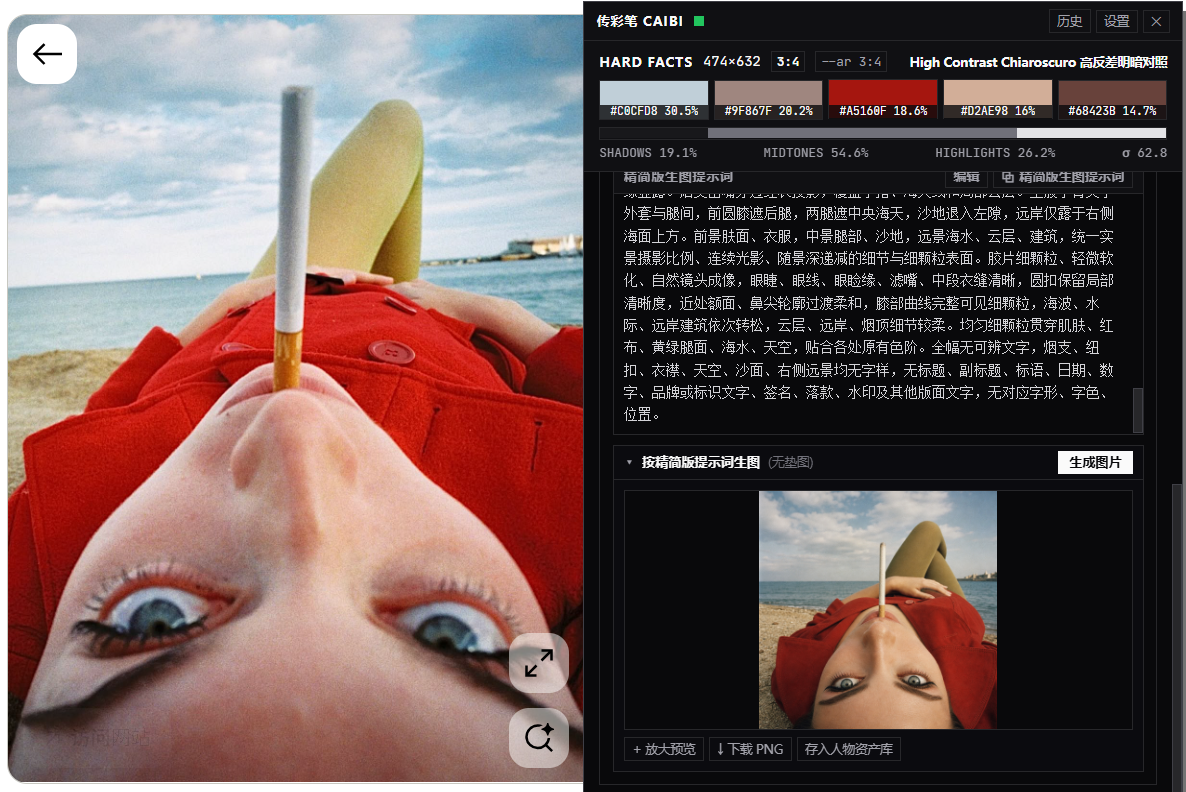 传彩笔 CAIBI
历史 设置
HARD FACTS 474×632 3:4 --ar 3:4 High Contrast Chiaroscuro 高反差明暗对照
#C0CFD8 30.5% #9F867F 20.2% #A5160F 18.6% #D2AE98 16% #68423B 14.7%
SHADOWS 19.1% MIDTONES 54.6% HIGHLIGHTS 26.2% σ 62.8
精简版生图提示词 编辑 精简版生图提示词
外套与腿间，前圆膝遮后腿，两腿遮中央海天，沙地退入左隙，远岸仅露于右侧
海面上方。前景肤面、衣服，中景腿部、沙地，远景海水、云层、建筑，统一实
景摄影比例、连续光影、随景深递减的细节与细颗粒表面。胶片细颗粒、轻微软
化、自然镜头成像，眼睫、眼线、眼睑缘、滤嘴、中段衣缝清晰，圆扣保留局部
清晰度，近处额面、鼻尖轮廓过渡柔和，膝部曲线完整可见细颗粒，海波、水
际、远岸建筑依次转松，云层、远岸、烟顶细节较柔。均匀细颗粒贯穿肌肤、红
布、黄绿腿面、海水、天空，贴合各处原有色阶。全幅无可辨文字，烟支、纽
扣、衣襟、天空、沙面、右侧远景均无字样，无标题、副标题、标语、日期、数
字、品牌或标识文字、签名、落款、水印及其他版面文字，无对应字形、字色、
位置。
按精简版提示词生图 (无垫图) 生成图片
+ 放大预览 ↓下载 PNG 存入人物资产库